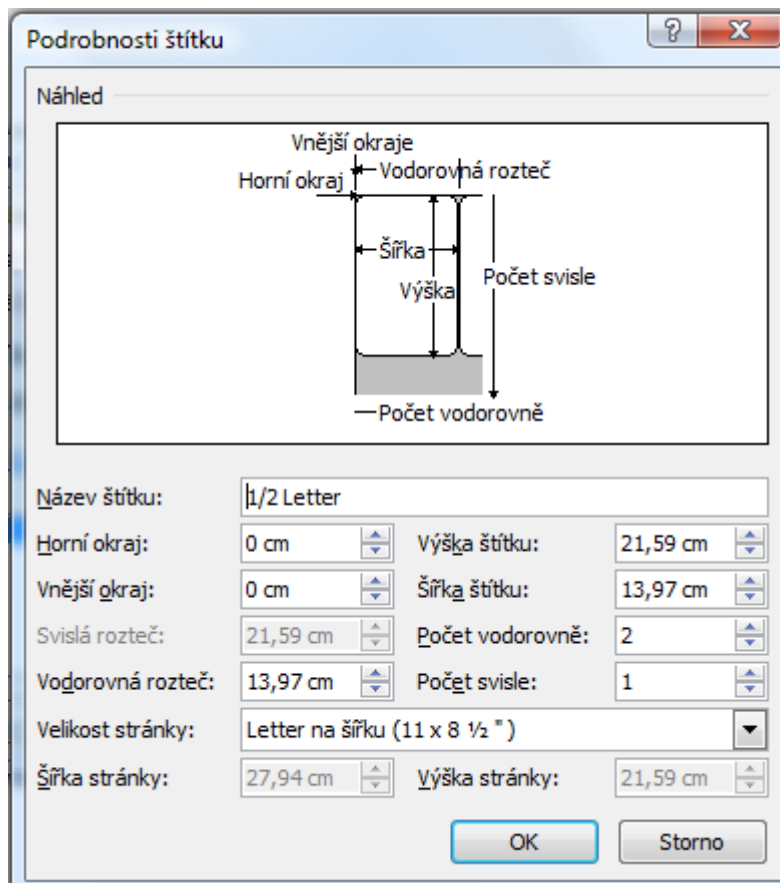 Podrobnosti štítku
Náhled
Vnější okraje
Vodorovná rozteč
Horní okraj
Šířka
Počet svisle
Výška
Počet vodorovně
Název štítku: 1/2 Letter
Horní okraj: 0 cm Výška štítku: 21,59 cm
Vnější okraj: 0 cm Šířka štítku: 13,97 cm
Svislá rozteč: 21,59 cm Počet vodorovně: 2
Vodorovná rozteč: 13,97 cm Počet svisle: 1
Velikost stránky: Letter na šířku (11 x 8 ½ " )
Šířka stránky: 27,94 cm Výška stránky: 21,59 cm
OK Storno